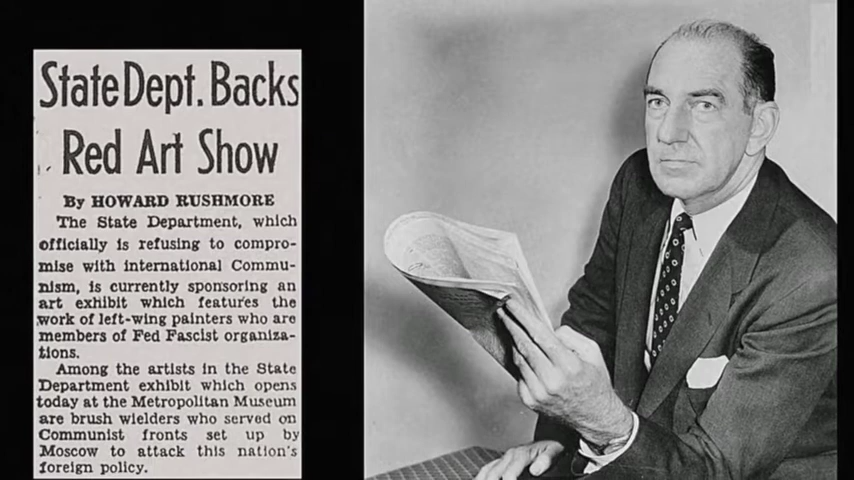 State Dept. Backs
Red Art Show
By HOWARD RUSHMORE
The State Department, which
officially is refusing to compro-
mise with international Commu-
nism, is currently sponsoring an
art exhibit which features the
work of left-wing painters who are
members of Fed Fascist organiza-
tions.
Among the artists in the State
Department exhibit which opens
today at the Metropolitan Museum
are brush wielders who served on
Communist fronts set up by
Moscow to attack this nation's
foreign policy.